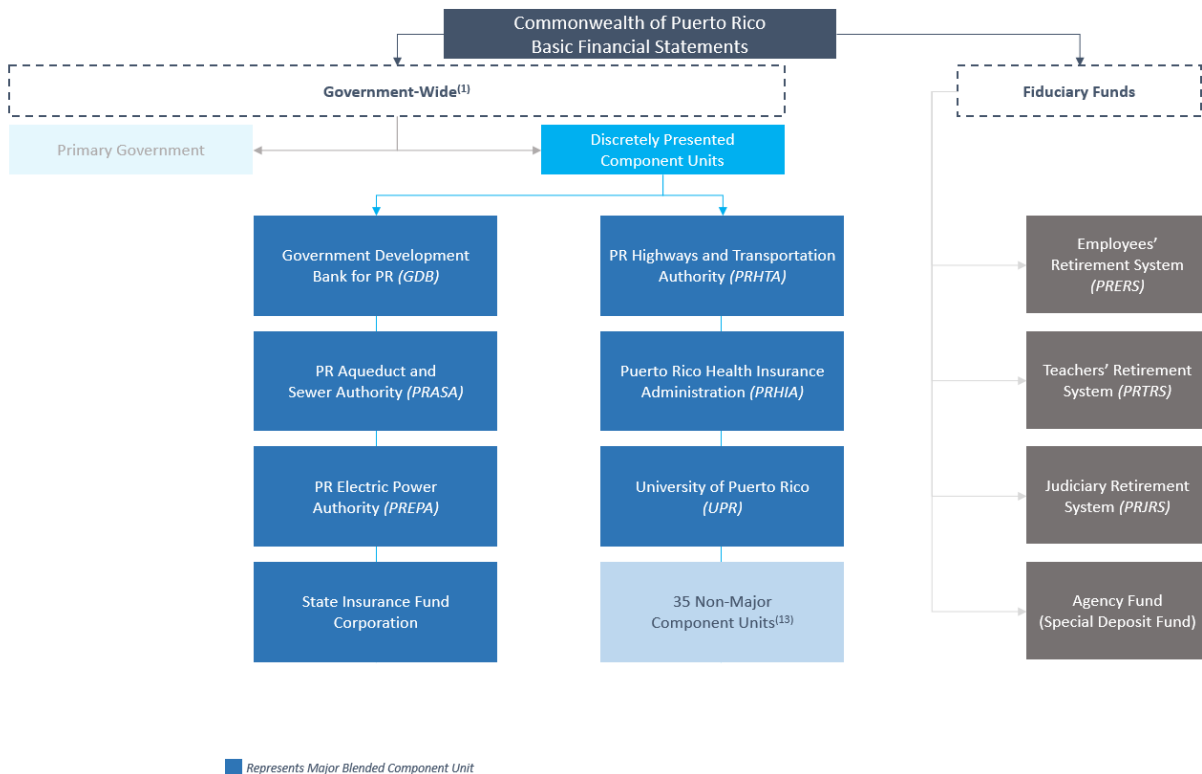 Commonwealth of Puerto Rico
Basic Financial Statements
Government-Wide(1)
Fiduciary Funds
Primary Government
Discretely Presented
Component Units
Government Development
Bank for PR (GDB)
PR Highways and Transportation
Authority (PRHTA)
Employees’
Retirement System
(PRERS)
PR Aqueduct and
Sewer Authority (PRASA)
Puerto Rico Health Insurance
Administration (PRHIA)
Teachers’ Retirement
System (PRTRS)
PR Electric Power
Authority (PREPA)
University of Puerto Rico
(UPR)
Judiciary Retirement
System (PRJRS)
State Insurance Fund
Corporation
35 Non-Major
Component Units(13)
Agency Fund
(Special Deposit Fund)
Represents Major Blended Component Unit